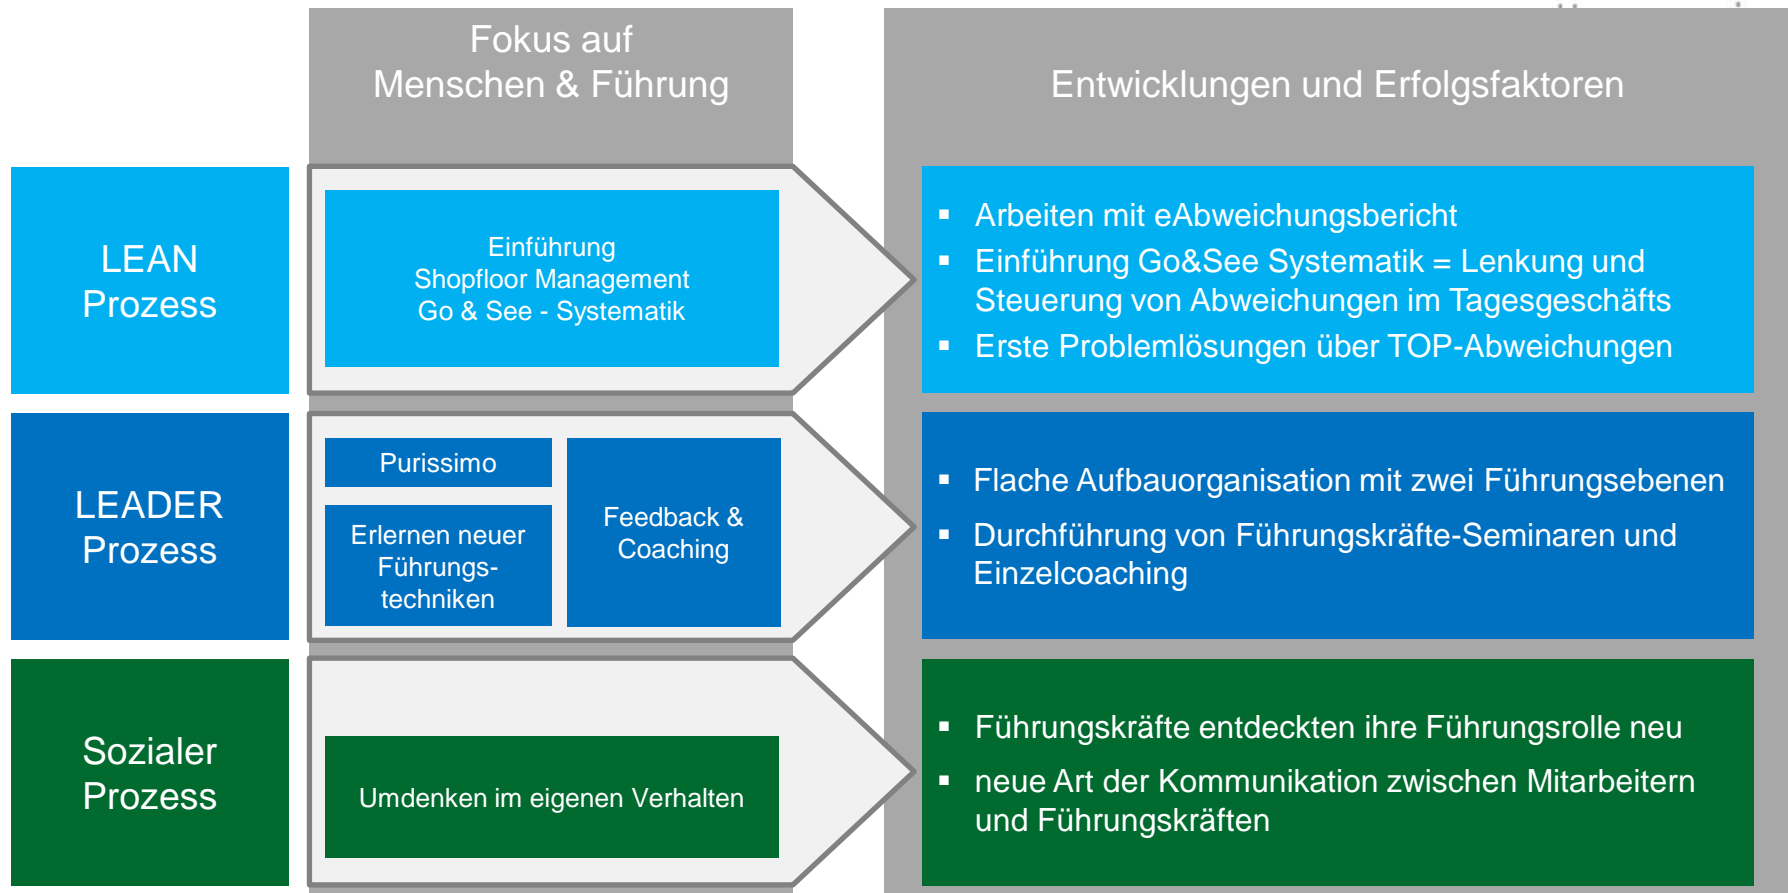 Fokus auf
Menschen & Führung
Entwicklungen und Erfolgsfaktoren
LEAN
Prozess
Einführung
Shopfloor Management
Go & See - Systematik
▪ Arbeiten mit eAbweichungsbericht
▪ Einführung Go&See Systematik = Lenkung und
Steuerung von Abweichungen im Tagesgeschäfts
▪ Erste Problemlösungen über TOP-Abweichungen
LEADER
Prozess
Purissimo
Erlernen neuer
Führungs-
techniken
Feedback &
Coaching
▪ Flache Aufbauorganisation mit zwei Führungsebenen
▪ Durchführung von Führungskräfte-Seminaren und
Einzelcoaching
Sozialer
Prozess
Umdenken im eigenen Verhalten
▪ Führungskräfte entdeckten ihre Führungsrolle neu
▪ neue Art der Kommunikation zwischen Mitarbeitern
und Führungskräften